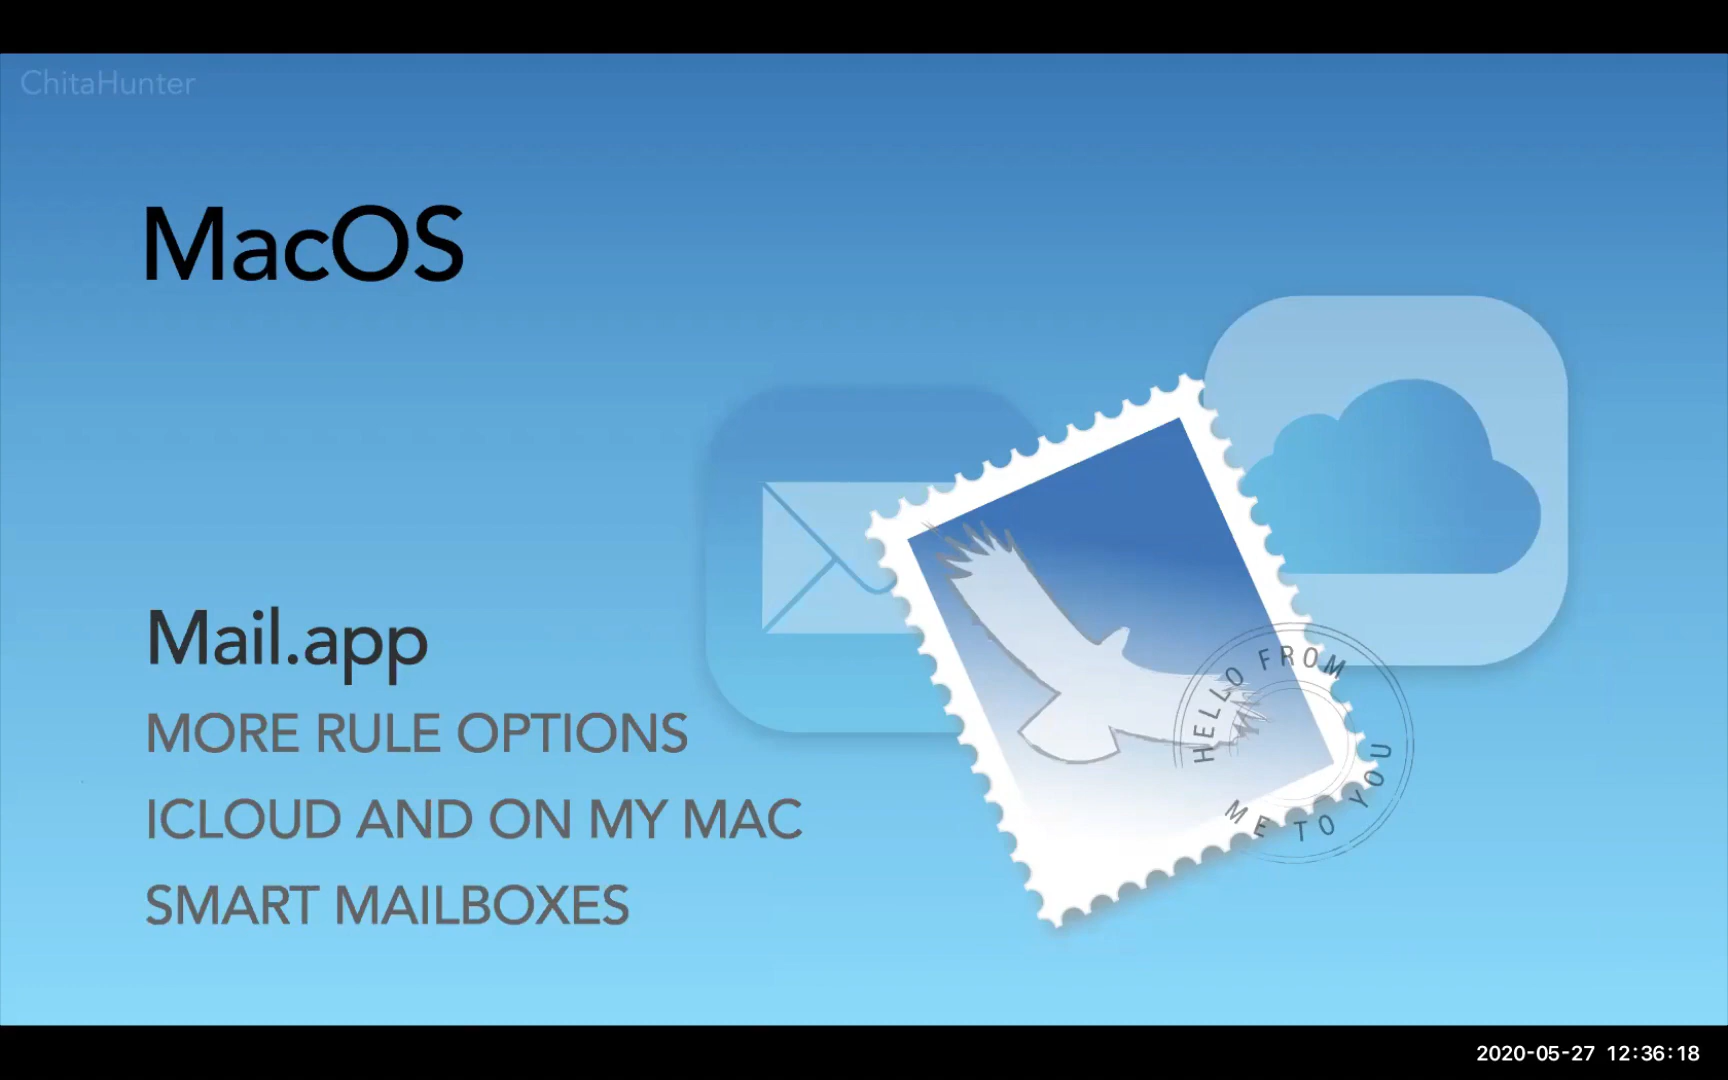 ChitaHunter
MacOS
Mail.app
MORE RULE OPTIONS
ICLOUD AND ON MY MAC
SMART MAILBOXES
HELLO FROM
ME TO YOU
2020-05-27 12:36:18